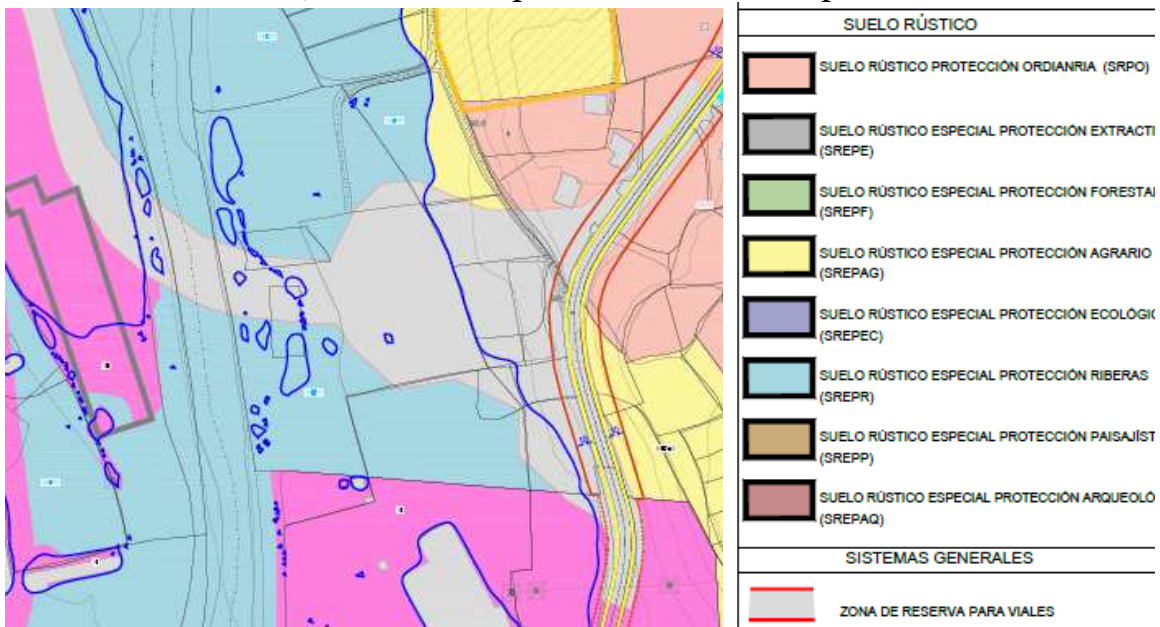 SUELO RÚSTICO
SUELO RÚSTICO PROTECCIÓN ORDIANRIA (SRPO)
SUELO RÚSTICO ESPECIAL PROTECCIÓN EXTRACTI
(SREPE)
SUELO RÚSTICO ESPECIAL PROTECCIÓN FORESTA
(SREPF)
SUELO RÚSTICO ESPECIAL PROTECCIÓN AGRARIO
(SREPAG)
SUELO RÚSTICO ESPECIAL PROTECCIÓN ECOLÓGIC
(SREPEC)
SUELO RÚSTICO ESPECIAL PROTECCIÓN RIBERAS
(SREPR)
SUELO RÚSTICO ESPECIAL PROTECCIÓN PAISAJÍST
(SREPP)
SUELO RÚSTICO ESPECIAL PROTECCIÓN ARQUEOLÓ
(SREPAQ)
SISTEMAS GENERALES
ZONA DE RESERVA PARA VIALES